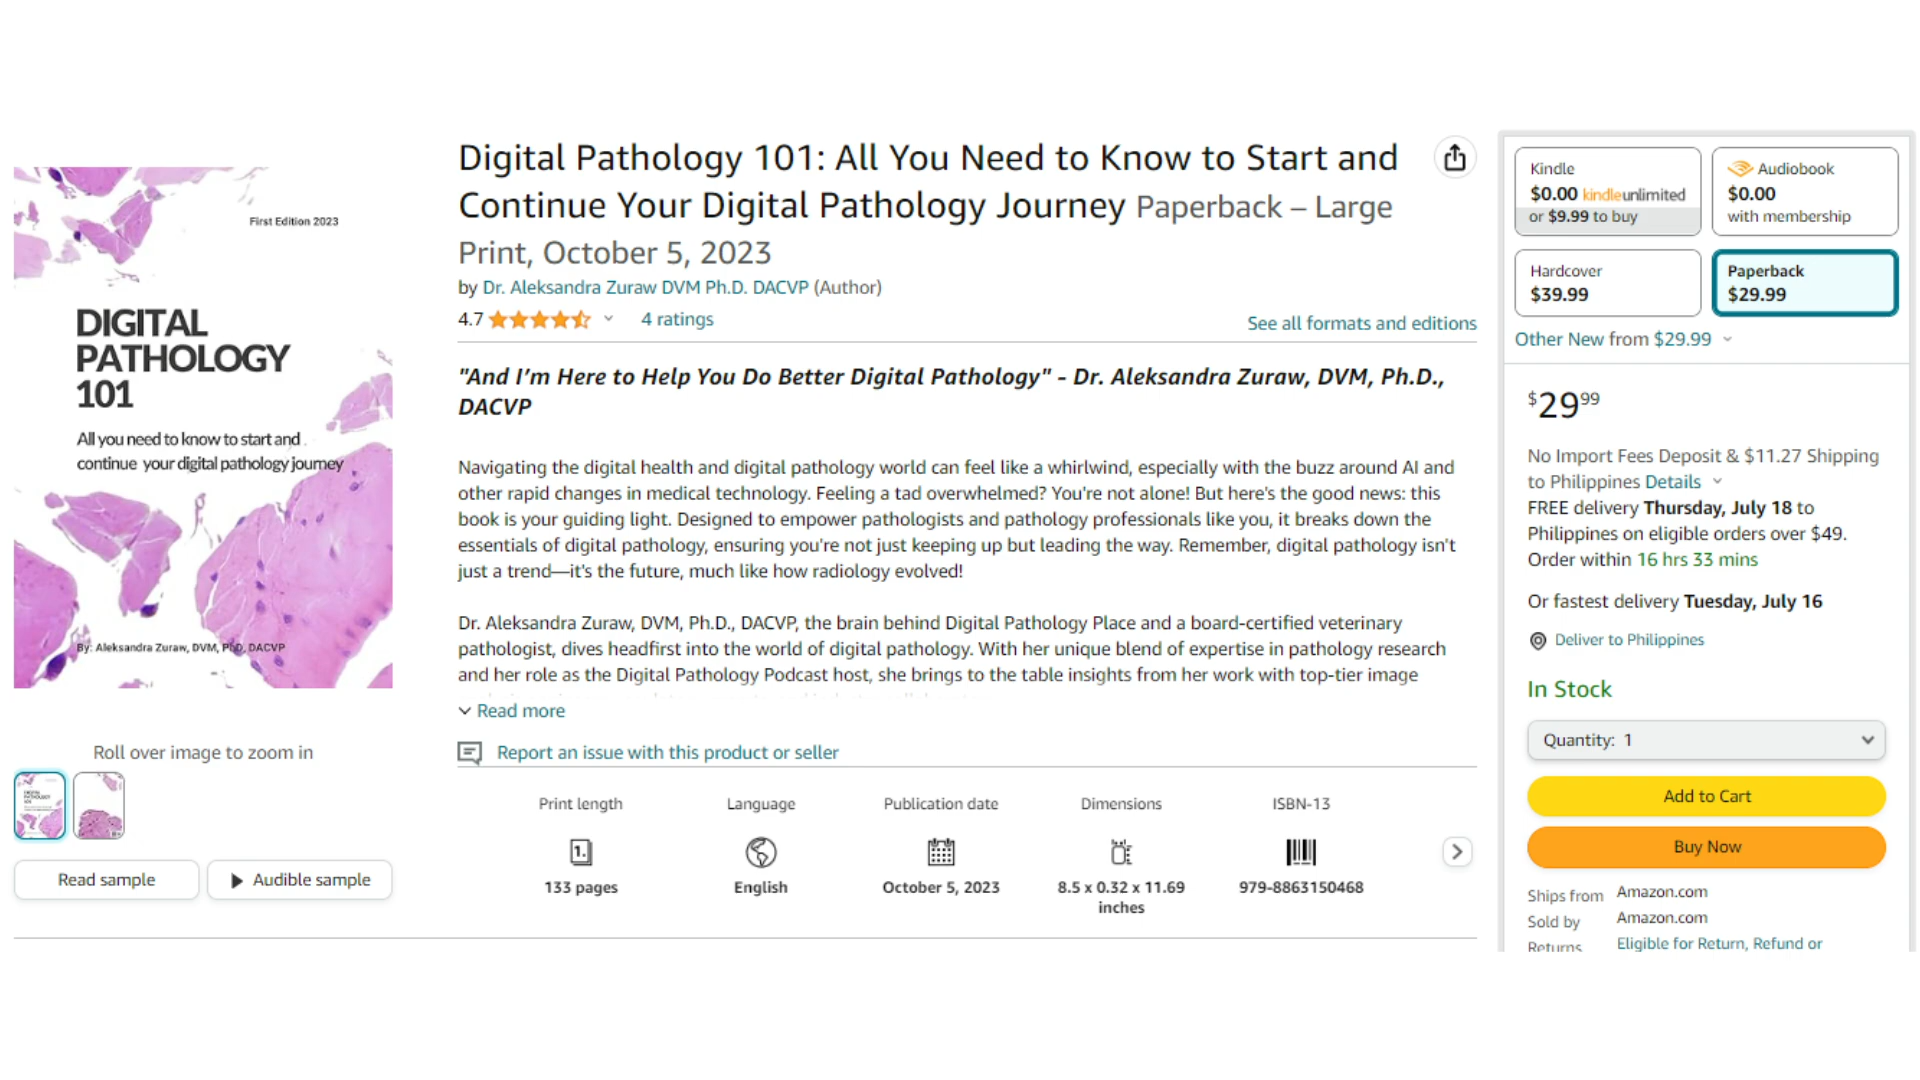 First Edition 2023
DIGITAL
PATHOLOGY
101
All you need to know to start and
continue your digital pathology journey
By: Aleksandra Zuraw, DVM, PhD, DACVP
Roll over image to zoom in
Read sample
Audible sample
Digital Pathology 101: All You Need to Know to Start and
Continue Your Digital Pathology Journey Paperback – Large
Print, October 5, 2023
by Dr. Aleksandra Zuraw DVM Ph.D. DACVP (Author)
4.7 4 ratings
See all formats and editions
"And I’m Here to Help You Do Better Digital Pathology" - Dr. Aleksandra Zuraw, DVM, Ph.D.,
DACVP
Navigating the digital health and digital pathology world can feel like a whirlwind, especially with the buzz around AI and
other rapid changes in medical technology. Feeling a tad overwhelmed? You're not alone! But here's the good news: this
book is your guiding light. Designed to empower pathologists and pathology professionals like you, it breaks down the
essentials of digital pathology, ensuring you're not just keeping up but leading the way. Remember, digital pathology isn't
just a trend—it's the future, much like how radiology evolved!
Dr. Aleksandra Zuraw, DVM, Ph.D., DACVP, the brain behind Digital Pathology Place and a board-certified veterinary
pathologist, dives headfirst into the world of digital pathology. With her unique blend of expertise in pathology research
and her role as the Digital Pathology Podcast host, she brings to the table insights from her work with top-tier image
Read more
Report an issue with this product or seller
Print length
1.
133 pages
Language
English
Publication date
October 5, 2023
Dimensions
8.5 x 0.32 x 11.69
inches
ISBN-13
979-8863150468
Kindle
$0.00 kindleunlimited
or $9.99 to buy
Audiobook
$0.00
with membership
Hardcover
$39.99
Paperback
$29.99
Other New from $29.99
$29 99
No Import Fees Deposit & $11.27 Shipping
to Philippines Details
FREE delivery Thursday, July 18 to
Philippines on eligible orders over $49.
Order within 16 hrs 33 mins
Or fastest delivery Tuesday, July 16
Deliver to Philippines
In Stock
Quantity: 1
Add to Cart
Buy Now
Ships from Amazon.com
Sold by Amazon.com
Returns Eligible for Return, Refund or